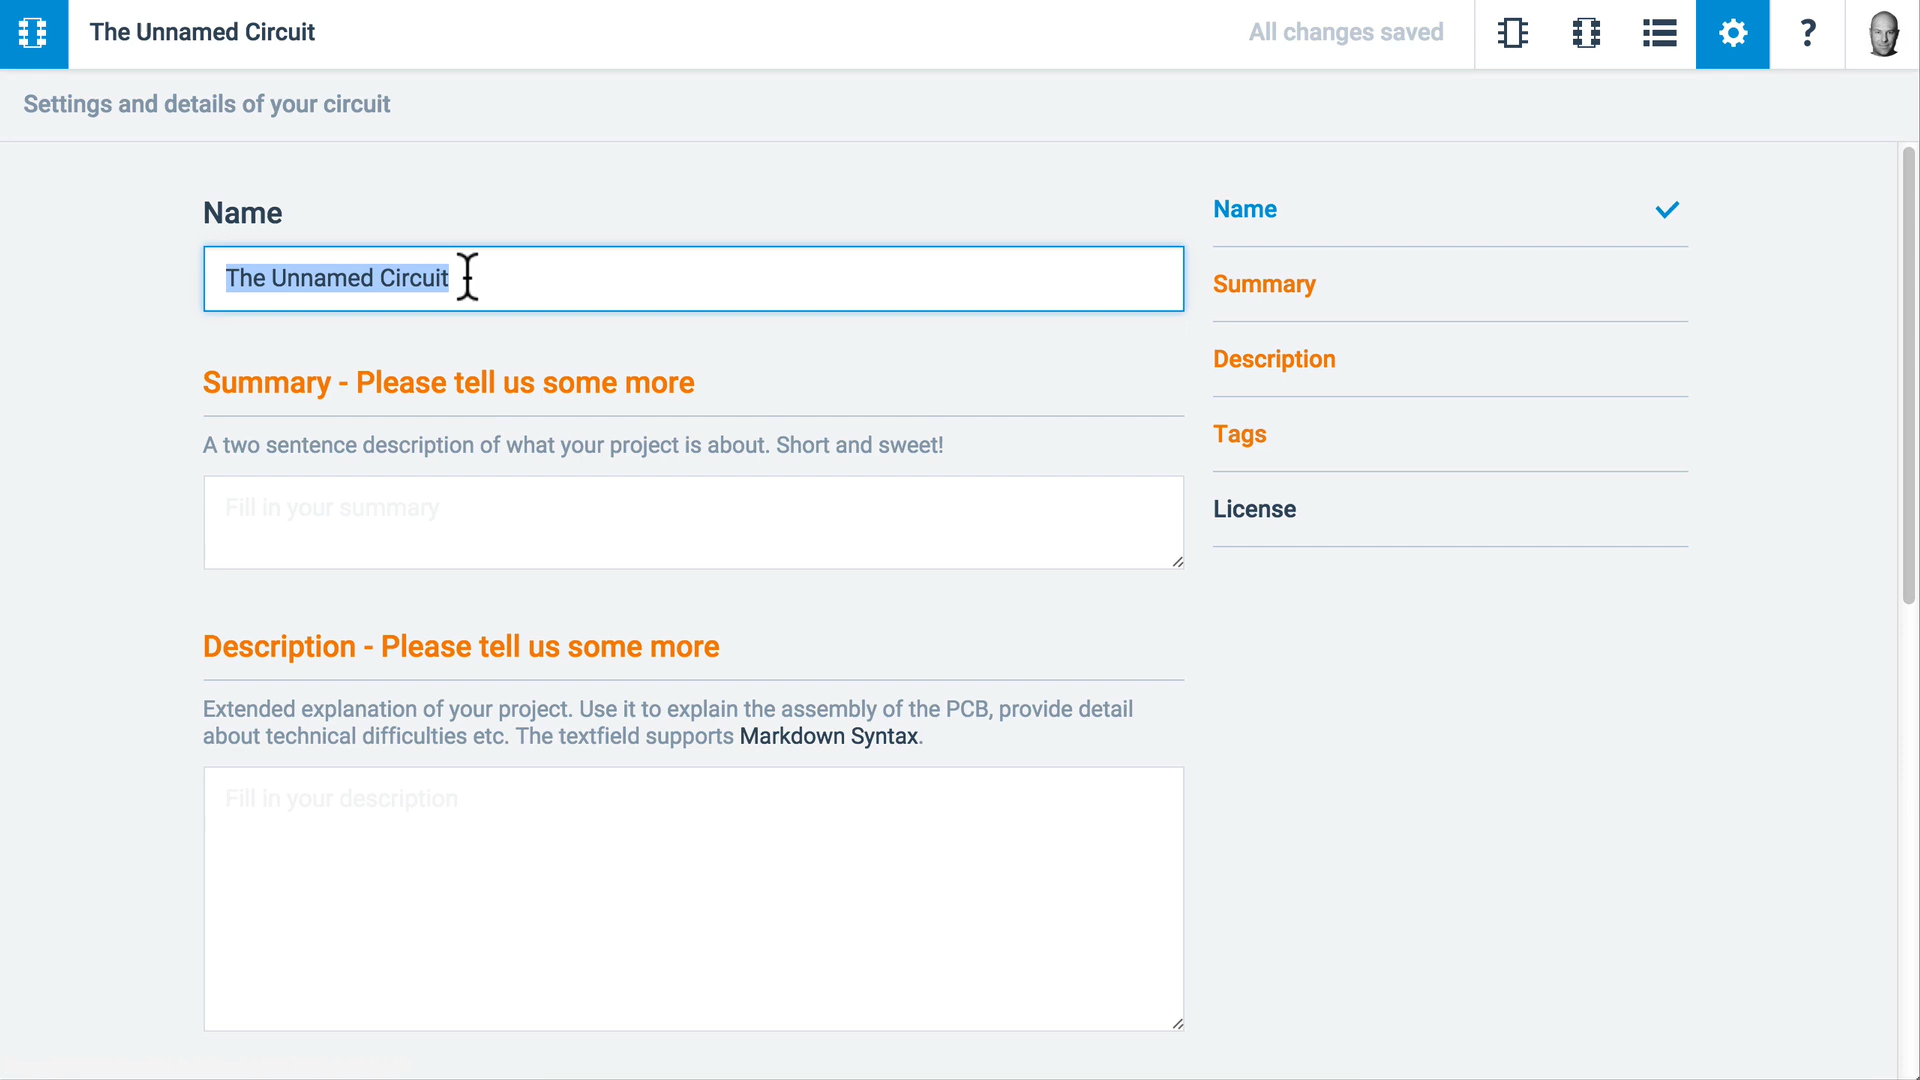 The Unnamed Circuit
All changes saved
?
Settings and details of your circuit
Name
The Unnamed Circuit
Summary - Please tell us some more
A two sentence description of what your project is about. Short and sweet!
Fill in your summary
Description - Please tell us some more
Extended explanation of your project. Use it to explain the assembly of the PCB, provide detail
about technical difficulties etc. The textfield supports Markdown Syntax.
Fill in your description
Name
Summary
Description
Tags
License